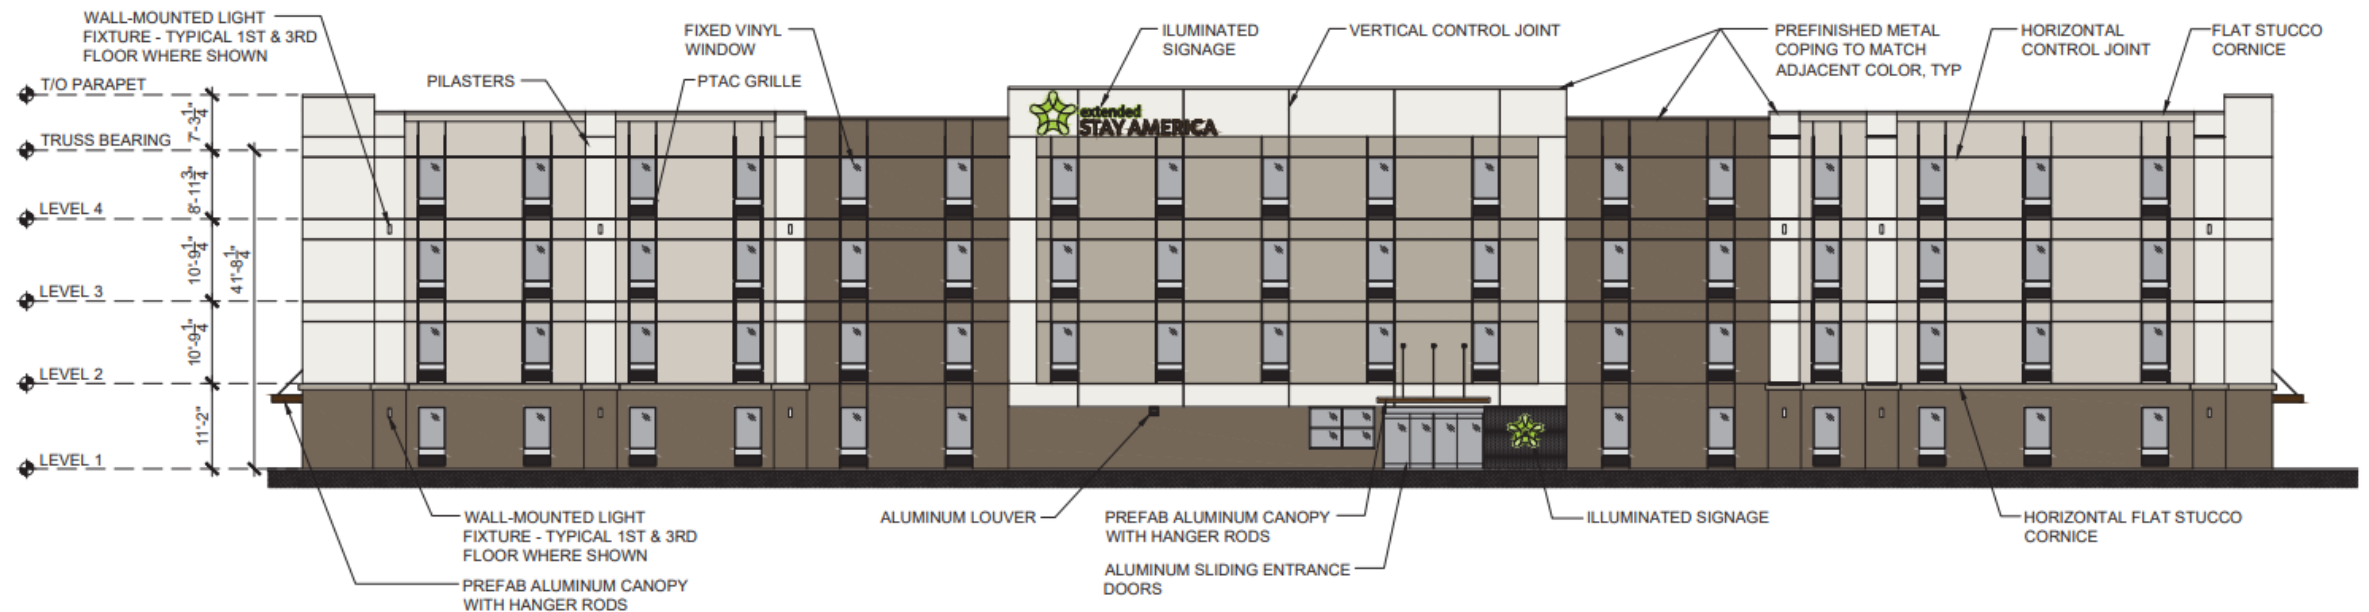 WALL-MOUNTED LIGHT
FIXTURE - TYPICAL 1ST & 3RD
FLOOR WHERE SHOWN
PILASTERS
FIXED VINYL
WINDOW
PTAC GRILLE
ILUMINATED
SIGNAGE
VERTICAL CONTROL JOINT
PREFINISHED METAL
COPING TO MATCH
ADJACENT COLOR, TYP
HORIZONTAL
CONTROL JOINT
FLAT STUCCO
CORNICE
T/O PARAPET
7'-3 1/4"
TRUSS BEARING
8'-11 3/4"
LEVEL 4
10'-9 1/4"
41'-8 1/4"
LEVEL 3
10'-9 1/4"
LEVEL 2
11'-2"
LEVEL 1
extended
STAY AMERICA
WALL-MOUNTED LIGHT
FIXTURE - TYPICAL 1ST & 3RD
FLOOR WHERE SHOWN
PREFAB ALUMINUM CANOPY
WITH HANGER RODS
ALUMINUM LOUVER
PREFAB ALUMINUM CANOPY
WITH HANGER RODS
ALUMINUM SLIDING ENTRANCE
DOORS
ILLUMINATED SIGNAGE
HORIZONTAL FLAT STUCCO
CORNICE